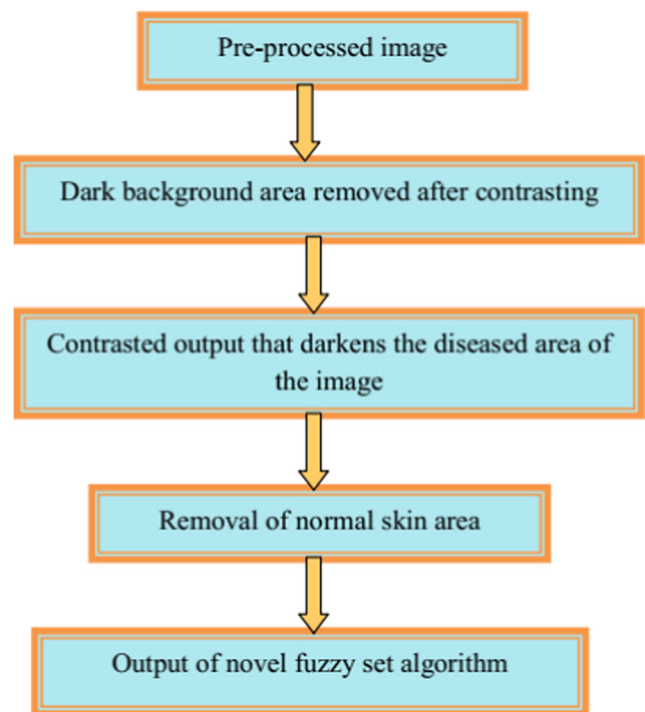 Pre-processed image
Dark background area removed after contrasting
Contrasted output that darkens the diseased area of
the image
Removal of normal skin area
Output of novel fuzzy set algorithm